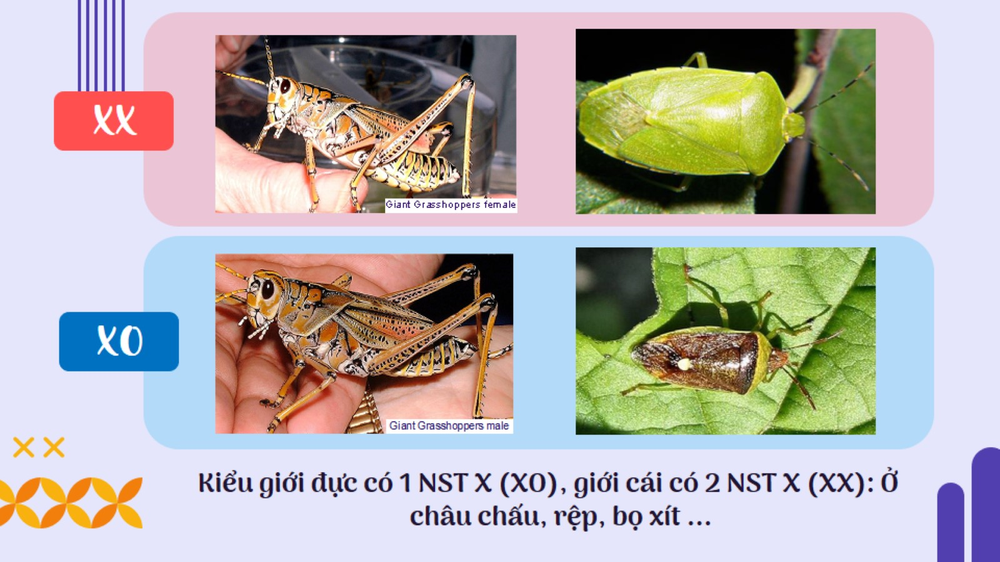 XX
Giant Grasshoppers female
XO
Giant Grasshoppers male
Kiểu giới đực có 1 NST X (XO), giới cái có 2 NST X (XX): Ở
châu chấu, rệp, bọ xít ...